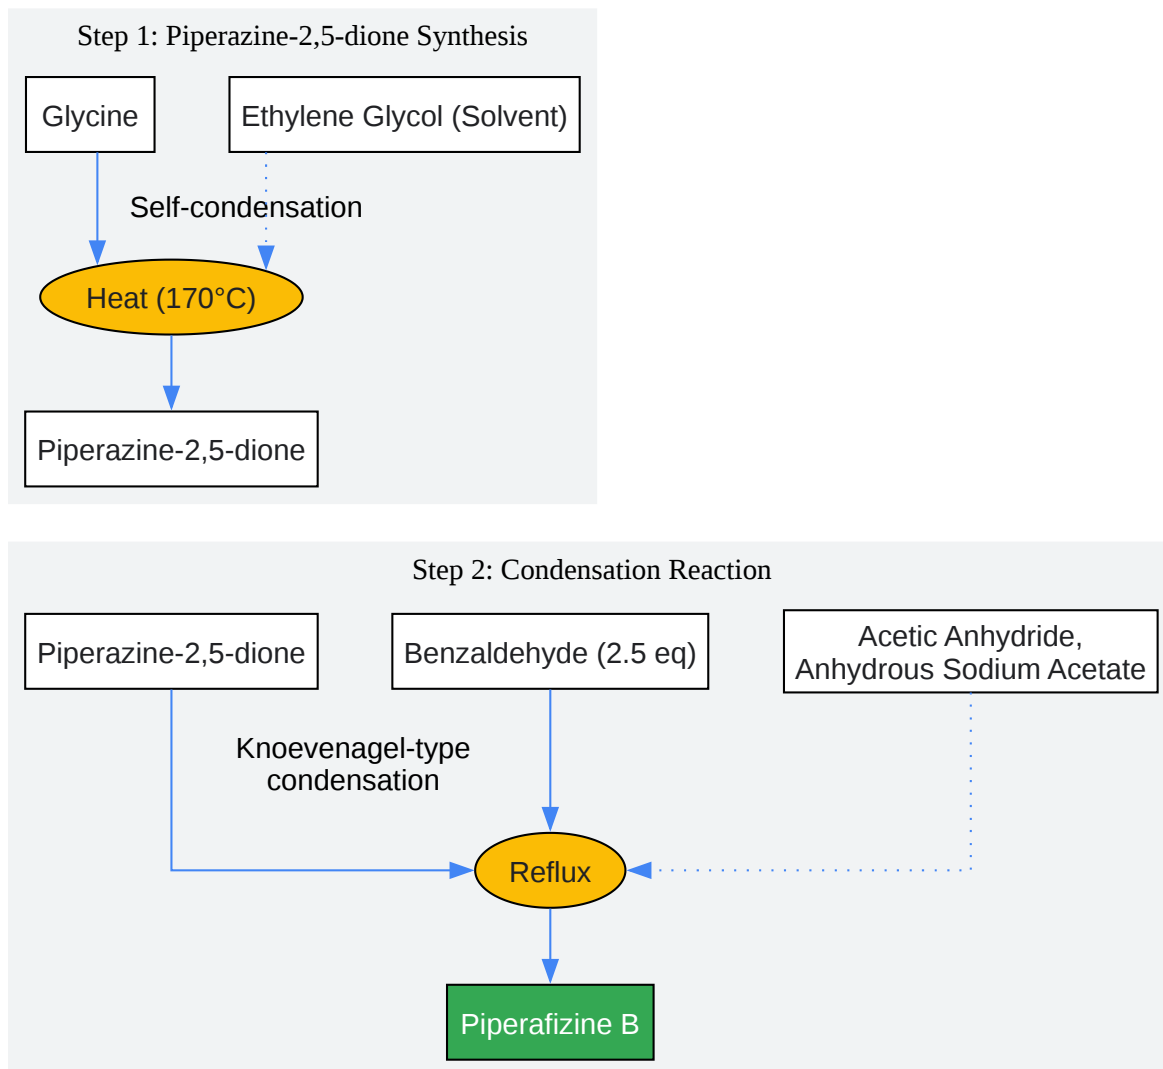 Step 1: Piperazine-2,5-dione Synthesis
Glycine
Ethylene Glycol (Solvent)
Self-condensation
Heat (170°C)
Piperazine-2,5-dione
Step 2: Condensation Reaction
Piperazine-2,5-dione
Benzaldehyde (2.5 eq)
Acetic Anhydride,
Anhydrous Sodium Acetate
Knoevenagel-type
condensation
Reflux
Piperafizine B